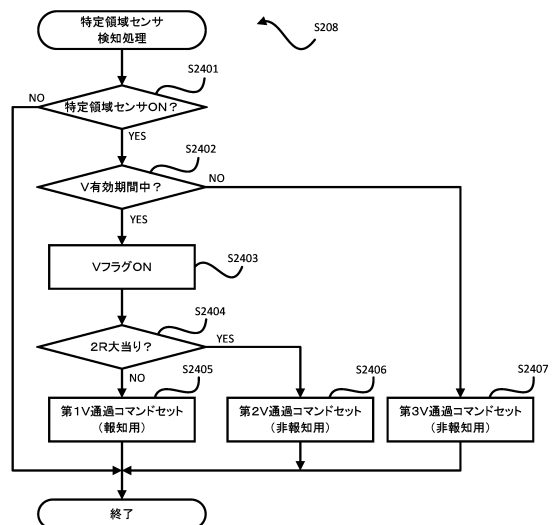 特定領域センサ
検知処理
S208
S2401
NO
特定領域センサON?
YES
S2402
NO
V有効期間中?
YES
S2403
VフラグON
S2404
YES
2R大当り?
NO
S2405
S2406
S2407
第1V通過コマンドセット
(報知用)
第2V通過コマンドセット
(非報知用)
第3V通過コマンドセット
(非報知用)
終了